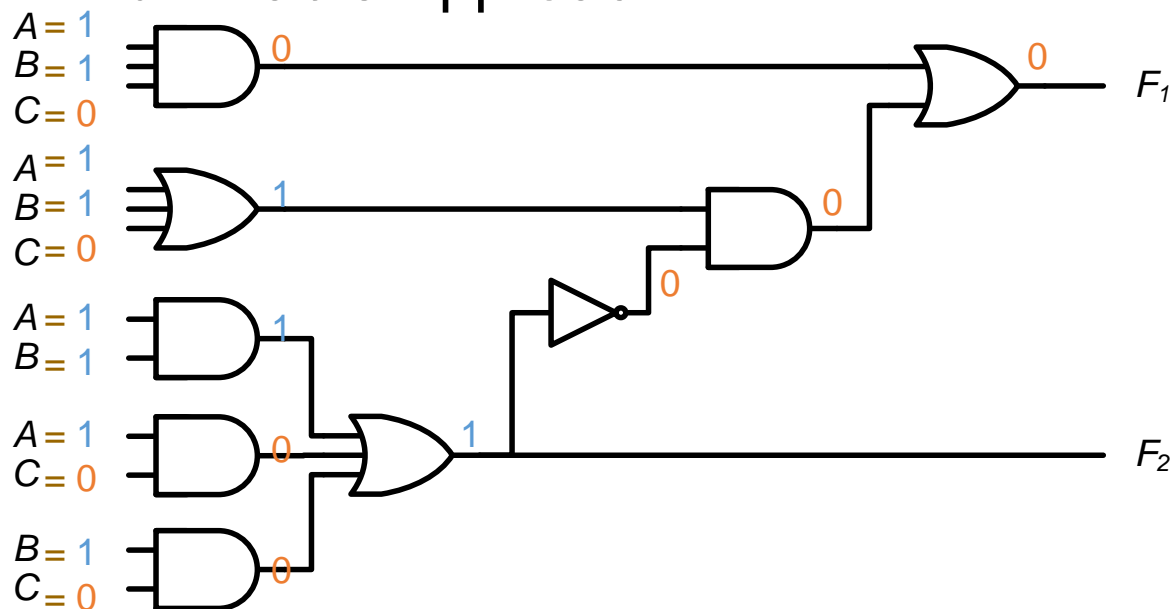 A = 1
0
0
B = 1
F1
C = 0
A = 1
B = 1
1
0
C = 0
0
A = 1
1
B = 1
A = 1
0
1
F2
C = 0
B = 1
0
C = 0